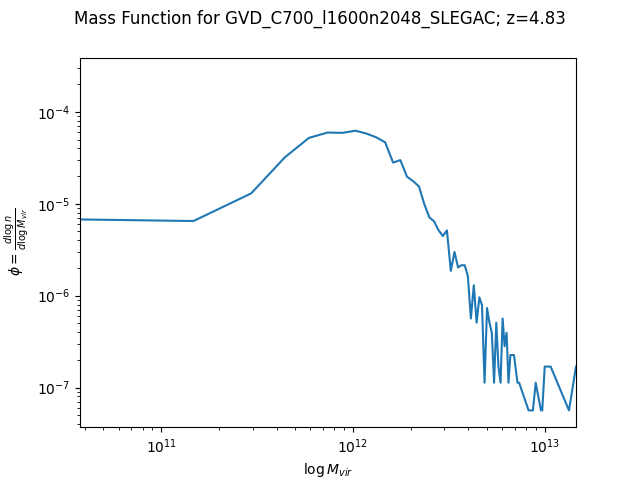 Mass Function for GVD_C700_l1600n2048_SLEGAC; z=4.83
10⁻⁴
10⁻⁵
10⁻⁶
10⁻⁷
ϕ = d log n / d log M_vir
10¹¹ 10¹² 10¹³
log M_vir